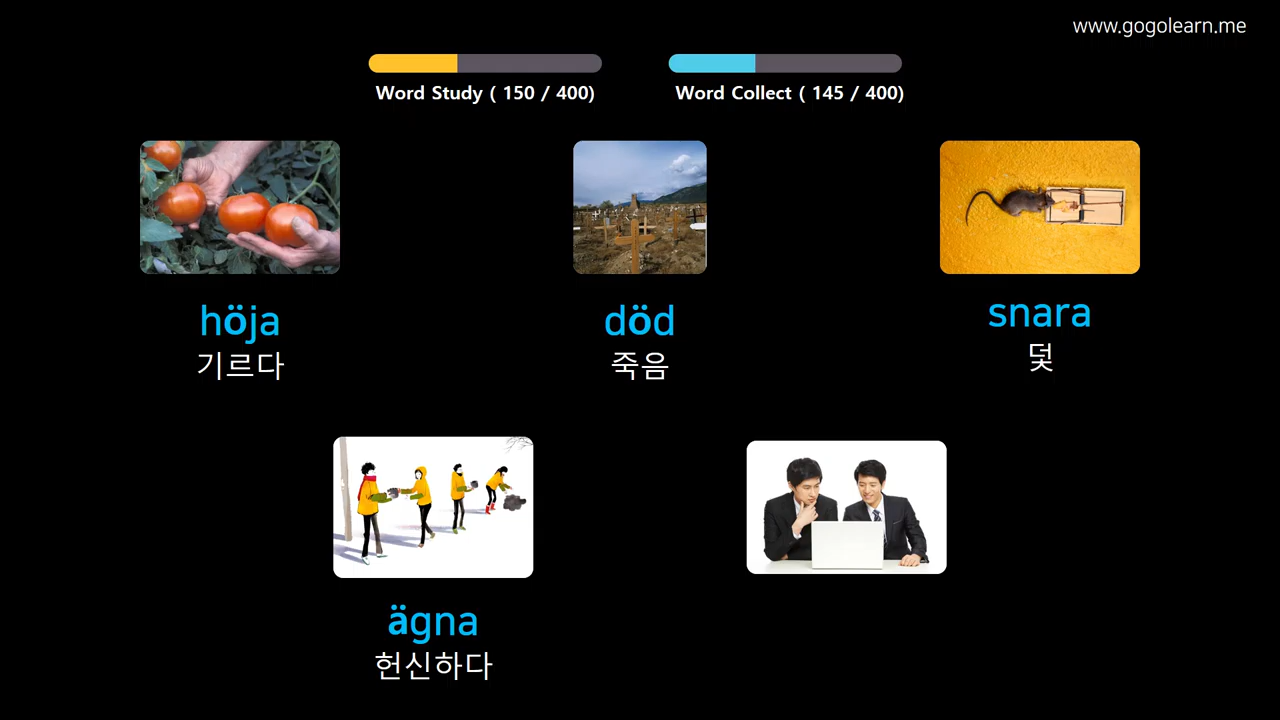 www.gogolearn.me
Word Study ( 150 / 400)
Word Collect ( 145 / 400)
höja
기르다
död
죽음
snara
덫
ägna
헌신하다